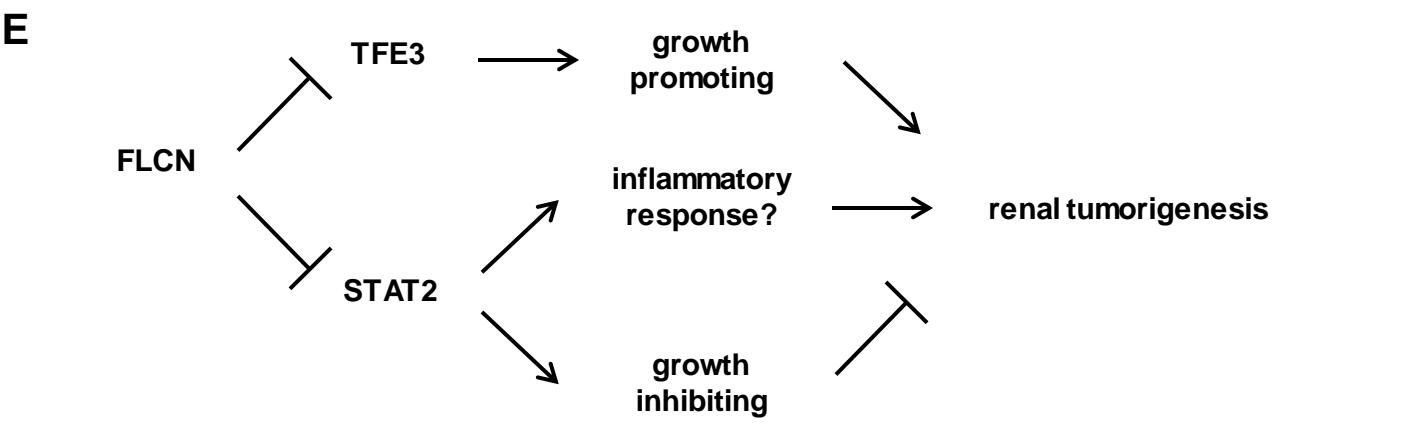 E
TFE3
growth
promoting
FLCN
inflammatory
response?
renal tumorigenesis
STAT2
growth
inhibiting